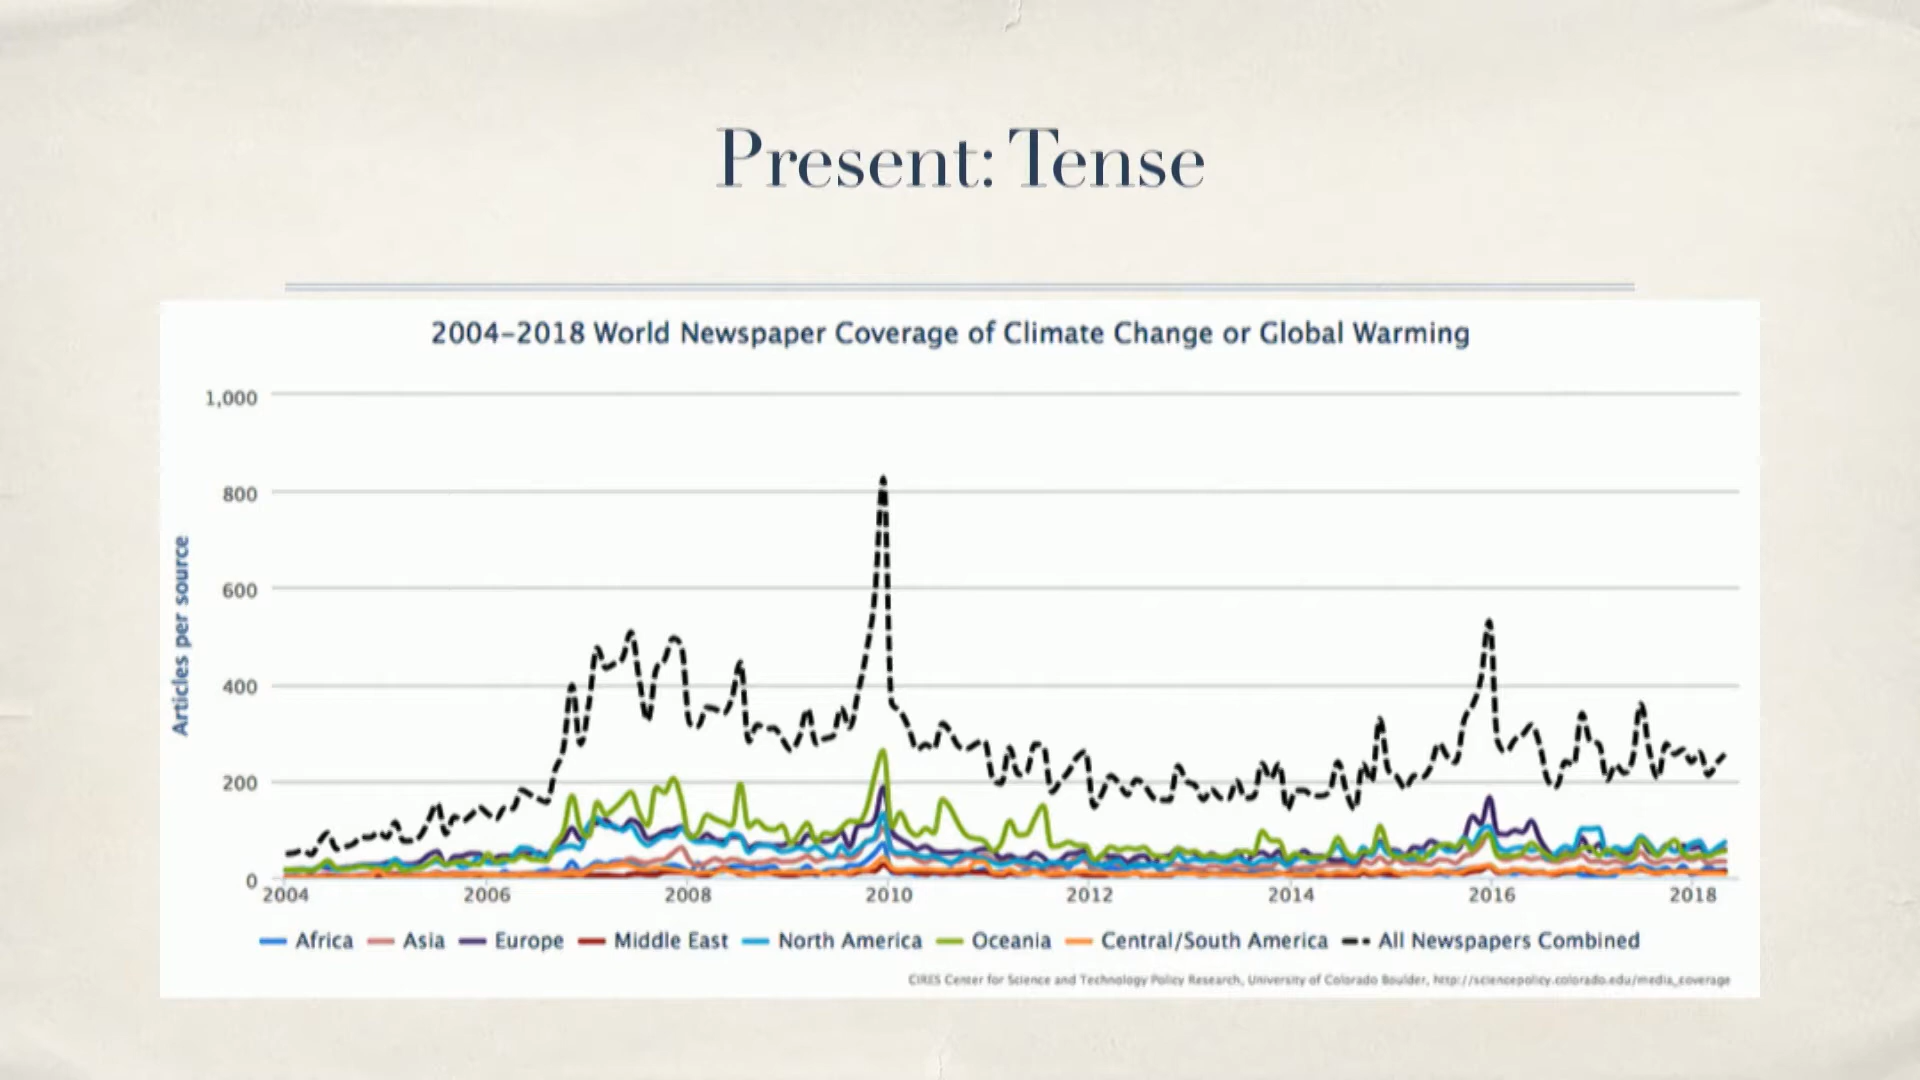 Present: Tense
2004–2018 World Newspaper Coverage of Climate Change or Global Warming
1,000
800
600
400
200
0
Articles per source
2004 2006 2008 2010 2012 2014 2016 2018
Africa Asia Europe Middle East North America Oceania Central/South America All Newspapers Combined
CIRES Center for Science and Technology Policy Research, University of Colorado Boulder, http://sciencepolicy.colorado.edu/media_coverage